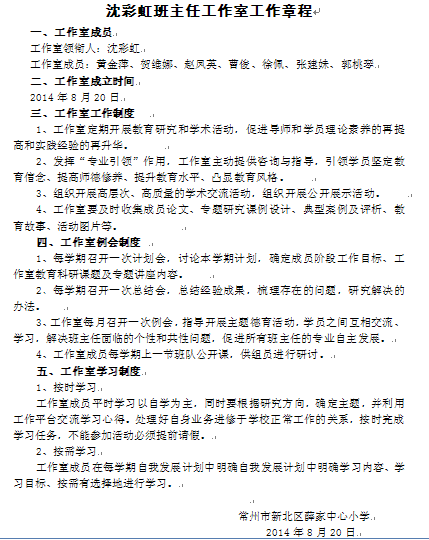 沈彩虹班主任工作室工作章程
一、工作室成员
工作室领衔人：沈彩虹
工作室成员：黄金萍、贺维娜、赵风英、曹俊、徐佩、张建妹、郭桃琴
二、工作室成立时间
2014年8月20日
三、工作室工作制度
1、工作室定期开展教育研究和学术活动，促进导师和学员理论素养的再提
高和实践经验的再升华。
2、发挥“专业引领”作用，工作室主动提供咨询与指导，引领学员坚定教
育信念、提高师德修养、提升教育水平、凸显教育风格。
3、组织开展高层次、高质量的学术交流活动，组织开展公开展示活动。
4、工作室要及时收集成员论文、专题研究课例设计、典型案例及评析、教
育故事、活动图片等。
四、工作室例会制度
1、每学期召开一次计划会，讨论本学期计划，确定成员阶段工作目标、工
作室教育科研课题及专题讲座内容。
2、每学期召开一次总结会，总结经验成果，梳理存在的问题，研究解决的
办法。
3、工作室每月召开一次例会，指导开展主题德育活动，学员之间互相交流、
学习，解决班主任面临的个性和共性问题，促进所有班主任的专业自主发展。
4、工作室成员每学期上一节班队公开课，供组员进行研讨。
五、工作室学习制度
1、按时学习
工作室成员平时学习以自学为主，同时要根据研究方向，确定主题，并利用
工作平台交流学习心得。处理好自身业务进修于学校正常工作的关系，按时完成
学习任务，不能参加活动必须提前请假。
2、按需学习
工作室成员在每学期自我发展计划中明确自我发展计划中明确学习内容、学
习目标、按需有选择地进行学习。
常州市新北区薛家中心小学
2014年8月20日